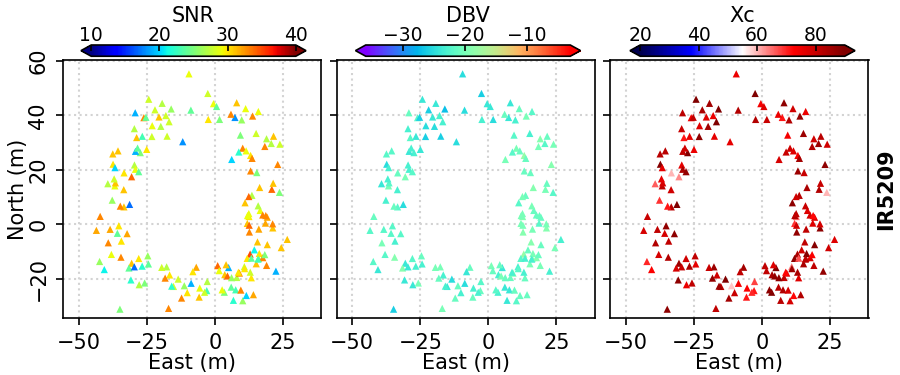 SNR DBV Xc
10 20 30 40 −30 −20 −10 20 40 60 80
60
40
20
0
−20
North (m)
IR5209
−50 −25 0 25 −50 −25 0 25 −50 −25 0 25
East (m) East (m) East (m)